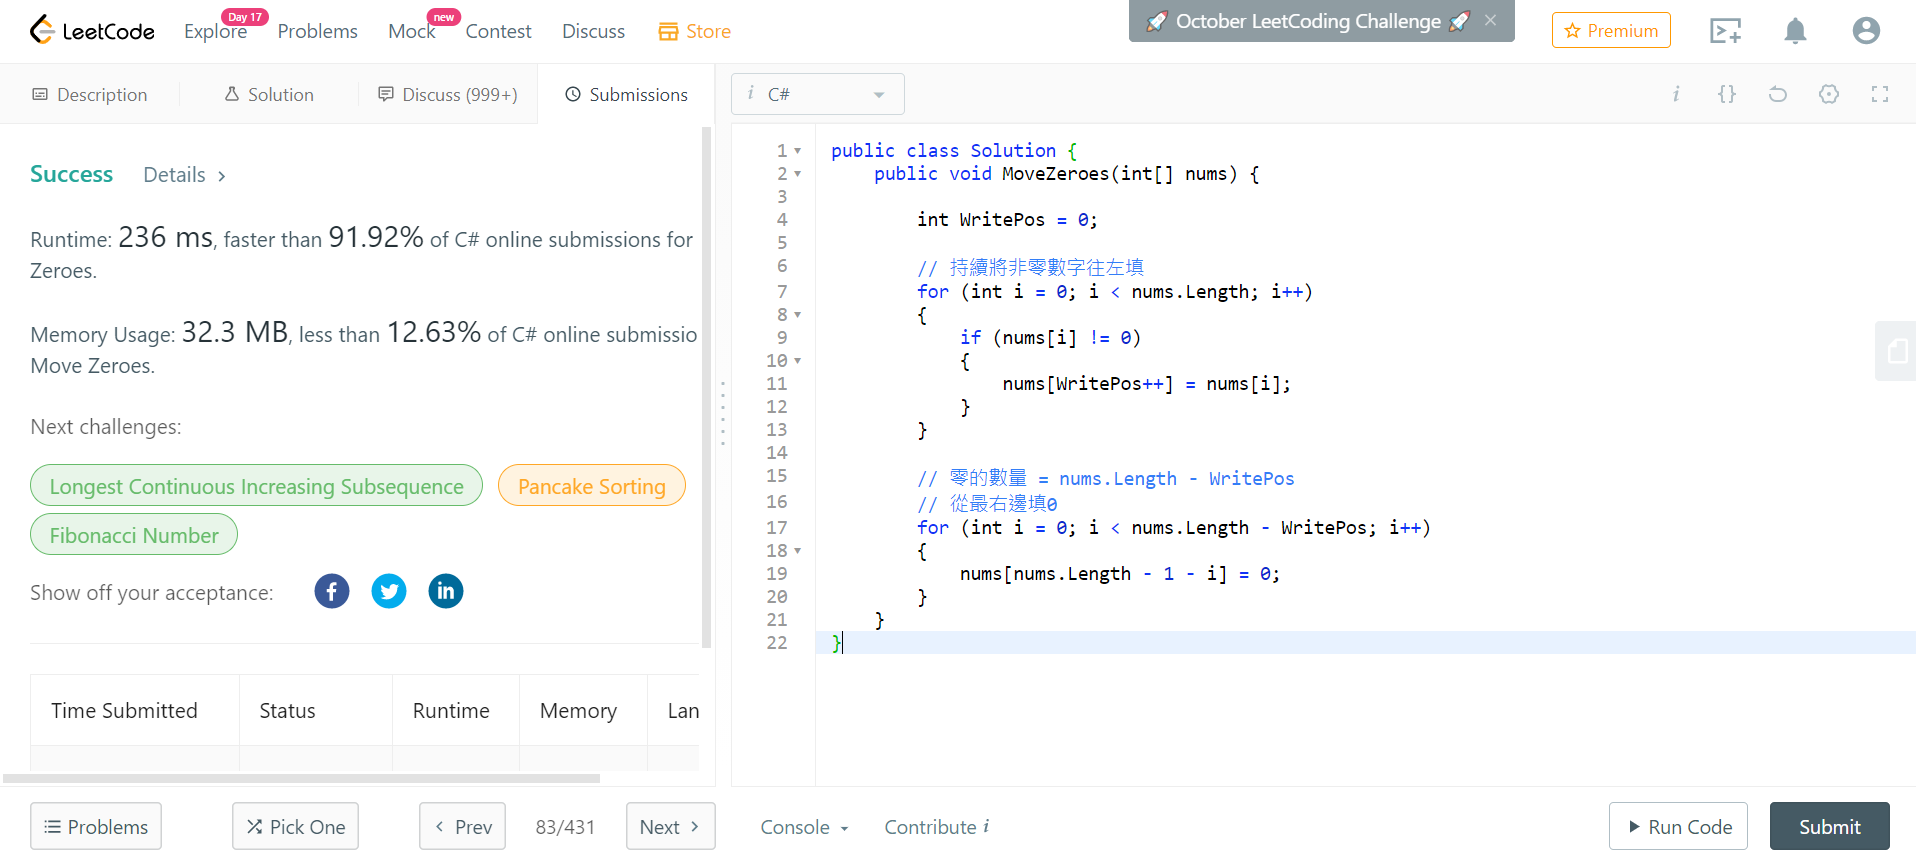 LeetCode Explore Day 17 Problems Mock new Contest Discuss Store October LeetCoding Challenge Premium
Description Solution Discuss (999+) Submissions
i C#
Success Details
Runtime: 236 ms, faster than 91.92% of C# online submissions for
Zeroes.
Memory Usage: 32.3 MB, less than 12.63% of C# online submissio
Move Zeroes.
Next challenges:
Longest Continuous Increasing Subsequence Pancake Sorting
Fibonacci Number
Show off your acceptance:
Time Submitted Status Runtime Memory Lan
1 public class Solution {
2 public void MoveZeroes(int[] nums) {
3
4 int WritePos = 0;
5
6 // 持續將非零數字往左填
7 for (int i = 0; i < nums.Length; i++)
8 {
9 if (nums[i] != 0)
10 {
11 nums[WritePos++] = nums[i];
12 }
13 }
14
15 // 零的數量 = nums.Length - WritePos
16 // 從最右邊填0
17 for (int i = 0; i < nums.Length - WritePos; i++)
18 {
19 nums[nums.Length - 1 - i] = 0;
20 }
21 }
22 }
Problems Pick One Prev 83/431 Next Console Contribute i Run Code Submit